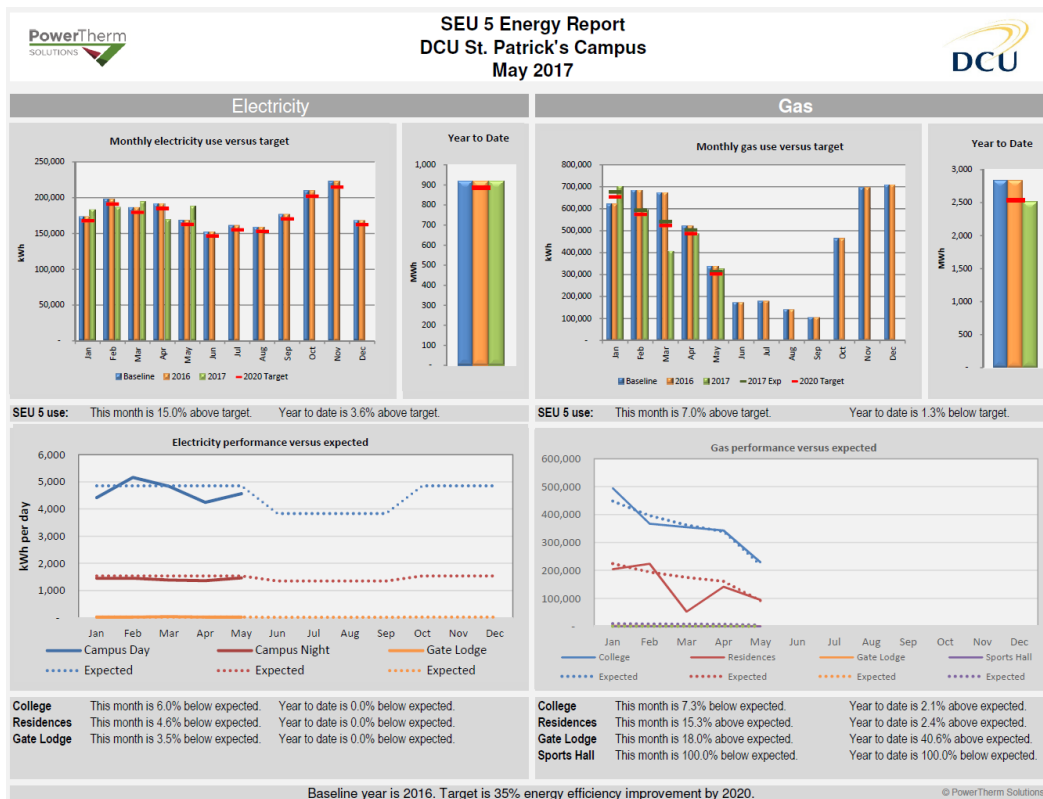 PowerTherm
SOLUTIONS
SEU 5 Energy Report
DCU St. Patrick's Campus
May 2017
DCU
Electricity
Gas
Monthly electricity use versus target
250,000
200,000
150,000
100,000
50,000
-
kWh
Jan Feb Mar Apr May Jun Jul Aug Sep Oct Nov Dec
Baseline 2016 2017 2020 Target
Year to Date
1,000
900
800
700
600
500
400
300
200
100
-
MWh
Monthly gas use versus target
800,000
700,000
600,000
500,000
400,000
300,000
200,000
100,000
-
kWh
Jan Feb Mar Apr May Jun Jul Aug Sep Oct Nov Dec
Baseline 2016 2017 2017 Exp 2020 Target
Year to Date
3,000
2,500
2,000
1,500
1,000
500
-
MWh
SEU 5 use: This month is 15.0% above target. Year to date is 3.6% above target.
SEU 5 use: This month is 7.0% above target. Year to date is 1.3% below target.
Electricity performance versus expected
6,000
5,000
4,000
3,000
2,000
1,000
-
kWh per day
Jan Feb Mar Apr May Jun Jul Aug Sep Oct Nov Dec
Campus Day Campus Night Gate Lodge
Expected Expected Expected
Gas performance versus expected
600,000
500,000
400,000
300,000
200,000
100,000
-
Jan Feb Mar Apr May Jun Jul Aug Sep Oct Nov Dec
College Residences Gate Lodge Sports Hall
Expected Expected Expected Expected
College This month is 6.0% below expected. Year to date is 0.0% below expected.
Residences This month is 4.6% below expected. Year to date is 0.0% below expected.
Gate Lodge This month is 3.5% below expected. Year to date is 0.0% below expected.
College This month is 7.3% below expected. Year to date is 2.1% above expected.
Residences This month is 15.3% above expected. Year to date is 2.4% above expected.
Gate Lodge This month is 18.0% above expected. Year to date is 40.6% above expected.
Sports Hall This month is 100.0% below expected. Year to date is 100.0% below expected.
Baseline year is 2016. Target is 35% energy efficiency improvement by 2020.
© PowerTherm Solutions